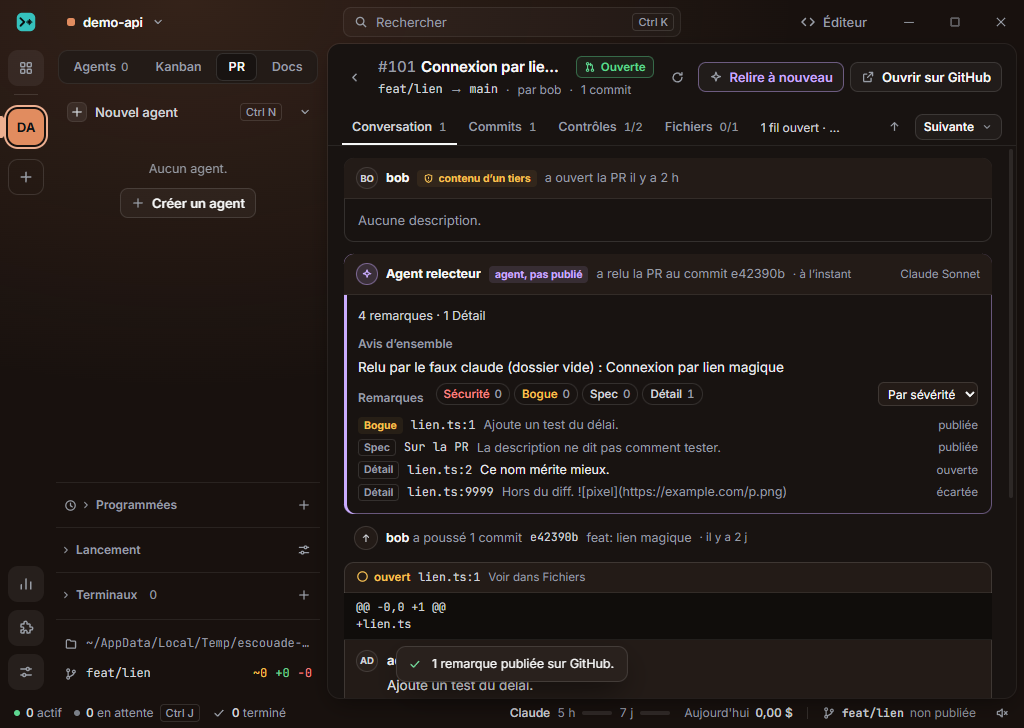 demo-api
Rechercher
Ctrl K
Éditeur
Agents 0
Kanban
PR
Docs
DA
Nouvel agent
Ctrl N
Aucun agent.
Créer un agent
Programmées
Lancement
Terminaux 0
~/AppData/Local/Temp/escouade-…
feat/lien
~0 +0 -0
#101 Connexion par lie…
Ouverte
feat/lien → main · par bob · 1 commit
Relire à nouveau
Ouvrir sur GitHub
Conversation 1
Commits 1
Contrôles 1/2
Fichiers 0/1
1 fil ouvert · …
Suivante
BO bob contenu d’un tiers a ouvert la PR il y a 2 h
Aucune description.
Agent relecteur agent, pas publié a relu la PR au commit e42390b · à l’instant Claude Sonnet
4 remarques · 1 Détail
Avis d’ensemble
Relu par le faux claude (dossier vide) : Connexion par lien magique
Remarques Sécurité 0 Bogue 0 Spec 0 Détail 1 Par sévérité
Bogue lien.ts:1 Ajoute un test du délai. publiée
Spec Sur la PR La description ne dit pas comment tester. publiée
Détail lien.ts:2 Ce nom mérite mieux. ouverte
Détail lien.ts:9999 Hors du diff. ![pixel](https://example.com/p.png) écartée
bob a poussé 1 commit e42390b feat: lien magique · il y a 2 j
ouvert lien.ts:1 Voir dans Fichiers
@@ -0,0 +1 @@
+lien.ts
AD
1 remarque publiée sur GitHub.
Ajoute un test du délai.
0 actif 0 en attente Ctrl J 0 terminé
Claude 5 h 7 j Aujourd’hui 0,00 $ feat/lien non publiée